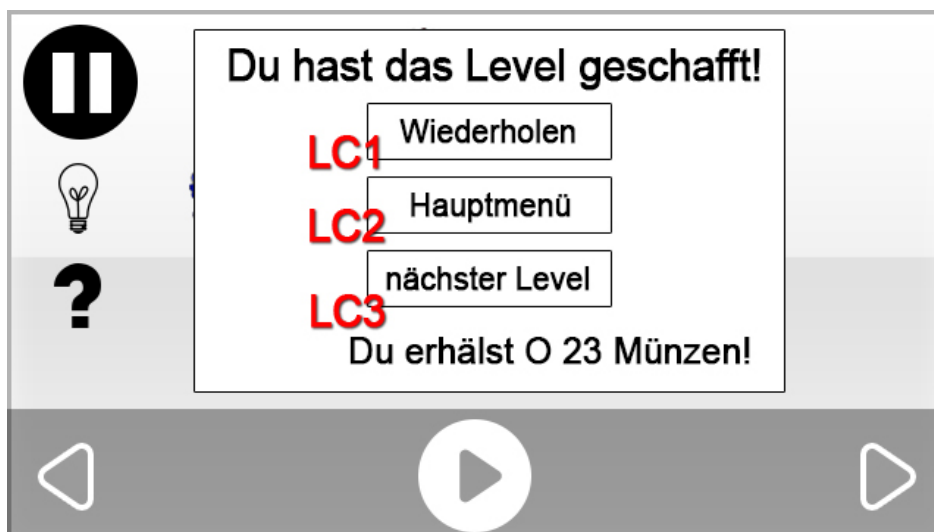 Du hast das Level geschafft!
Wiederholen
LC1
Hauptmenü
LC2
nächster Level
LC3
Du erhälst O 23 Münzen!
?